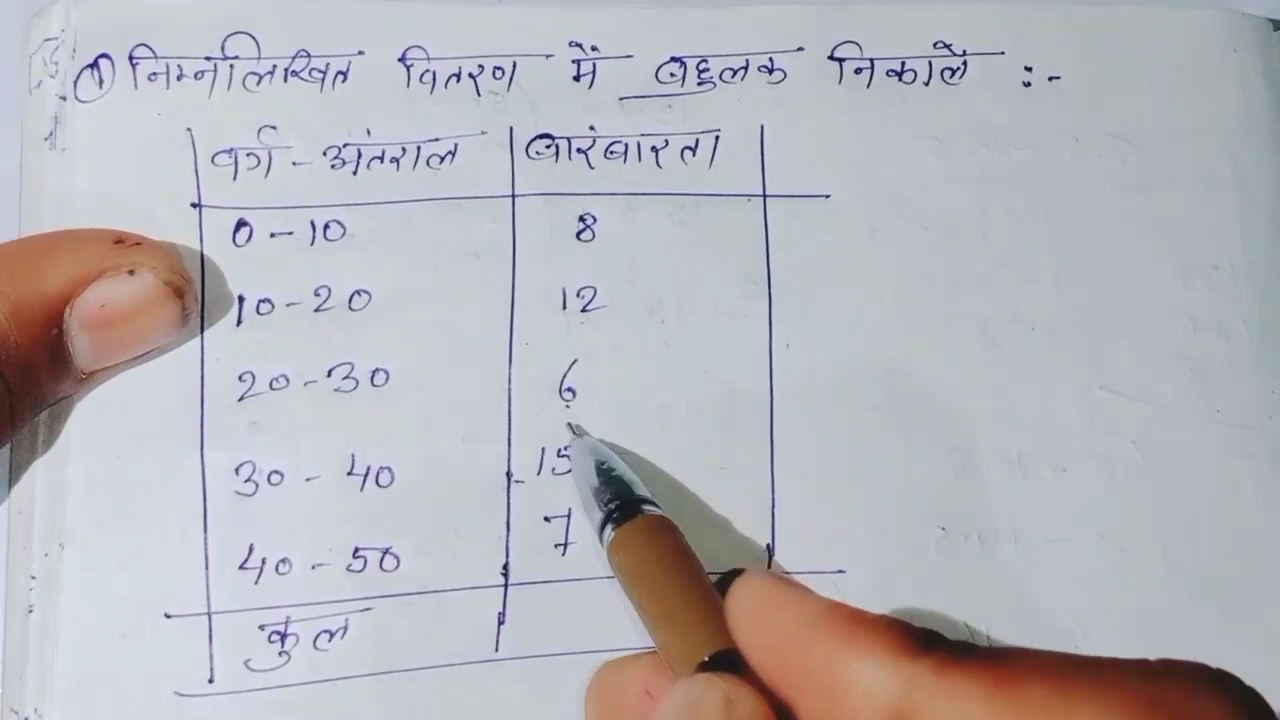 ① निम्नलिखित वितरण में बहुलक निकालें :-
वर्ग - अंतराल बारंबारता
0 - 10 8
10 - 20 12
20 - 30 6
30 - 40 15
40 - 50 7
कुल